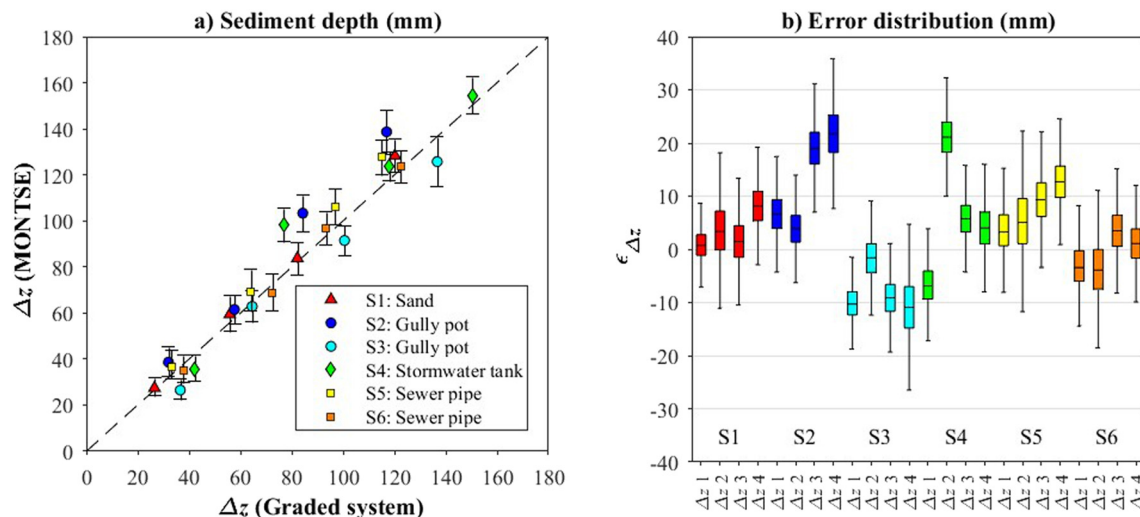 a) Sediment depth (mm)
180
160
140
120
100
80
60
40
20
0
Δz (MONTSE)
S1: Sand
S2: Gully pot
S3: Gully pot
S4: Stormwater tank
S5: Sewer pipe
S6: Sewer pipe
0 20 40 60 80 100 120 140 160 180
Δz (Graded system)
b) Error distribution (mm)
40
30
20
10
0
-10
-20
-30
-40
ϵ Δz
S1 S2 S3 S4 S5 S6
Δz 1 Δz 2 Δz 3 Δz 4 Δz 1 Δz 2 Δz 3 Δz 4 Δz 1 Δz 2 Δz 3 Δz 4 Δz 1 Δz 2 Δz 3 Δz 4 Δz 1 Δz 2 Δz 3 Δz 4 Δz 1 Δz 2 Δz 3 Δz 4